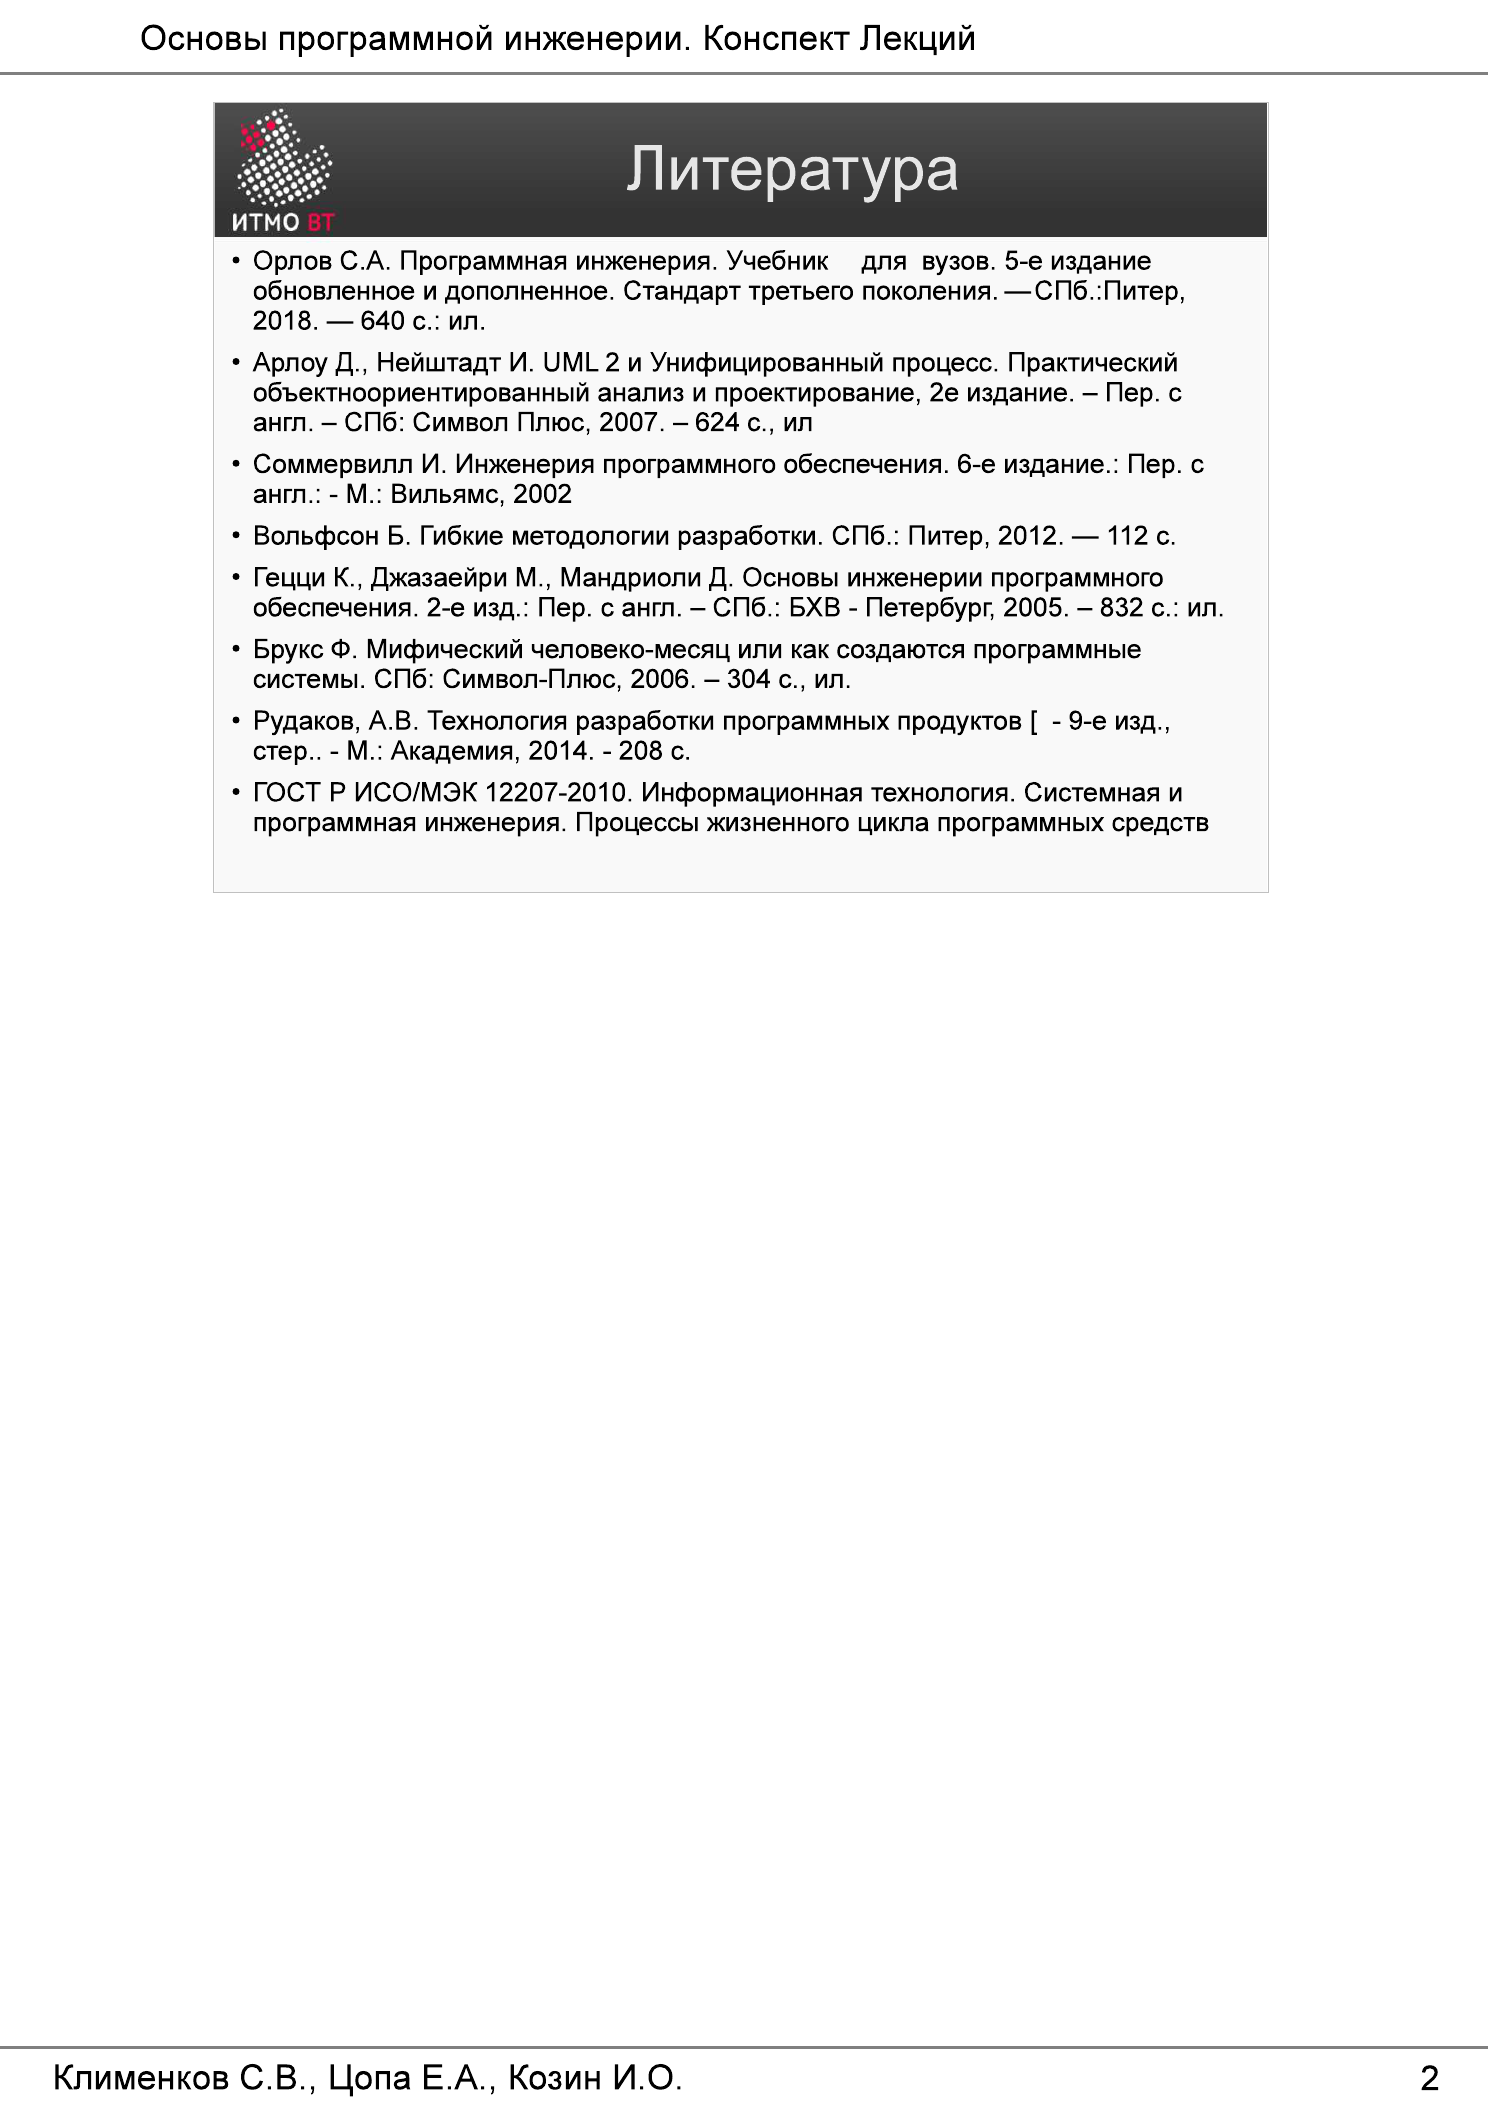 Основы программной инженерии. Конспект Лекций
ИТМО ВТ
Литература
• Орлов С.А. Программная инженерия. Учебник для вузов. 5-е издание
обновленное и дополненное. Стандарт третьего поколения. — СПб.:Питер,
2018. — 640 с.: ил.
• Арлоу Д., Нейштадт И. UML 2 и Унифицированный процесс. Практический
объектноориентированный анализ и проектирование, 2е издание. – Пер. с
англ. – СПб: Символ Плюс, 2007. – 624 с., ил
• Соммервилл И. Инженерия программного обеспечения. 6-е издание.: Пер. с
англ.: - М.: Вильямс, 2002
• Вольфсон Б. Гибкие методологии разработки. СПб.: Питер, 2012. — 112 с.
• Гецци К., Джазаейри М., Мандриоли Д. Основы инженерии программного
обеспечения. 2-е изд.: Пер. с англ. – СПб.: БХВ - Петербург, 2005. – 832 с.: ил.
• Брукс Ф. Мифический человеко-месяц или как создаются программные
системы. СПб: Символ-Плюс, 2006. – 304 с., ил.
• Рудаков, А.В. Технология разработки программных продуктов [ - 9-е изд.,
стер.. - М.: Академия, 2014. - 208 с.
• ГОСТ Р ИСО/МЭК 12207-2010. Информационная технология. Системная и
программная инженерия. Процессы жизненного цикла программных средств
Клименков С.В., Цопа Е.А., Козин И.О.
2